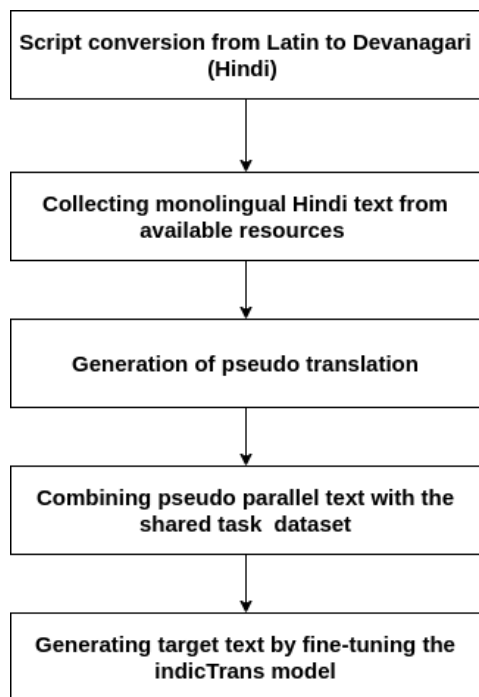 Script conversion from Latin to Devanagari
(Hindi)
Collecting monolingual Hindi text from
available resources
Generation of pseudo translation
Combining pseudo parallel text with the
shared task dataset
Generating target text by fine-tuning the
indicTrans model